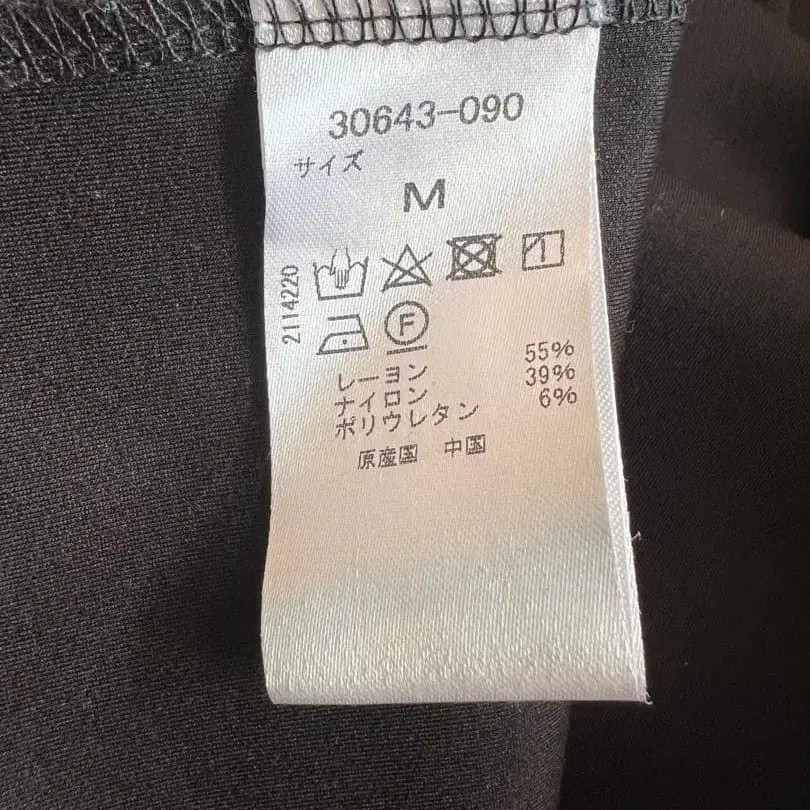 30643-090
サイズ
M
2114220
F
レーヨン 55%
ナイロン 39%
ポリウレタン 6%
原産国 中国